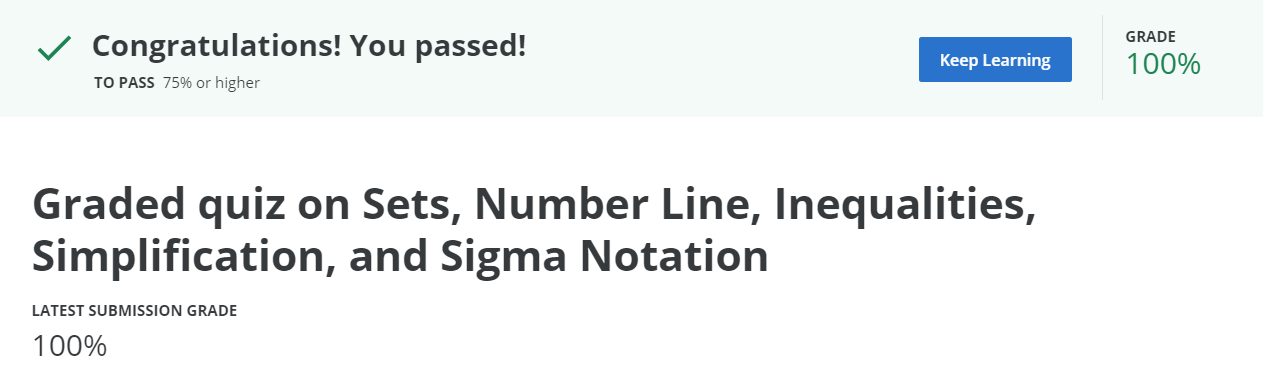 Congratulations! You passed!
TO PASS 75% or higher
Keep Learning
GRADE
100%
Graded quiz on Sets, Number Line, Inequalities,
Simplification, and Sigma Notation
LATEST SUBMISSION GRADE
100%